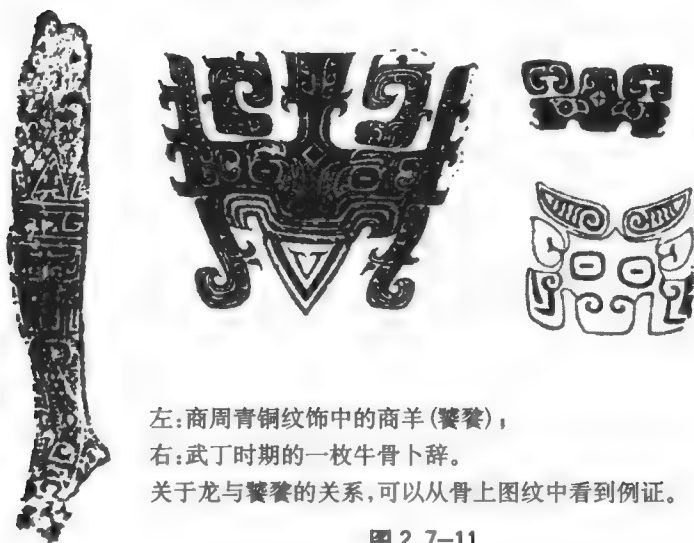 左:商周青铜纹饰中的商羊(饕餮);
右:武丁时期的一枚牛骨卜辞。
关于龙与饕餮的关系,可以从骨上图纹中看到例证。
图 2.7—11